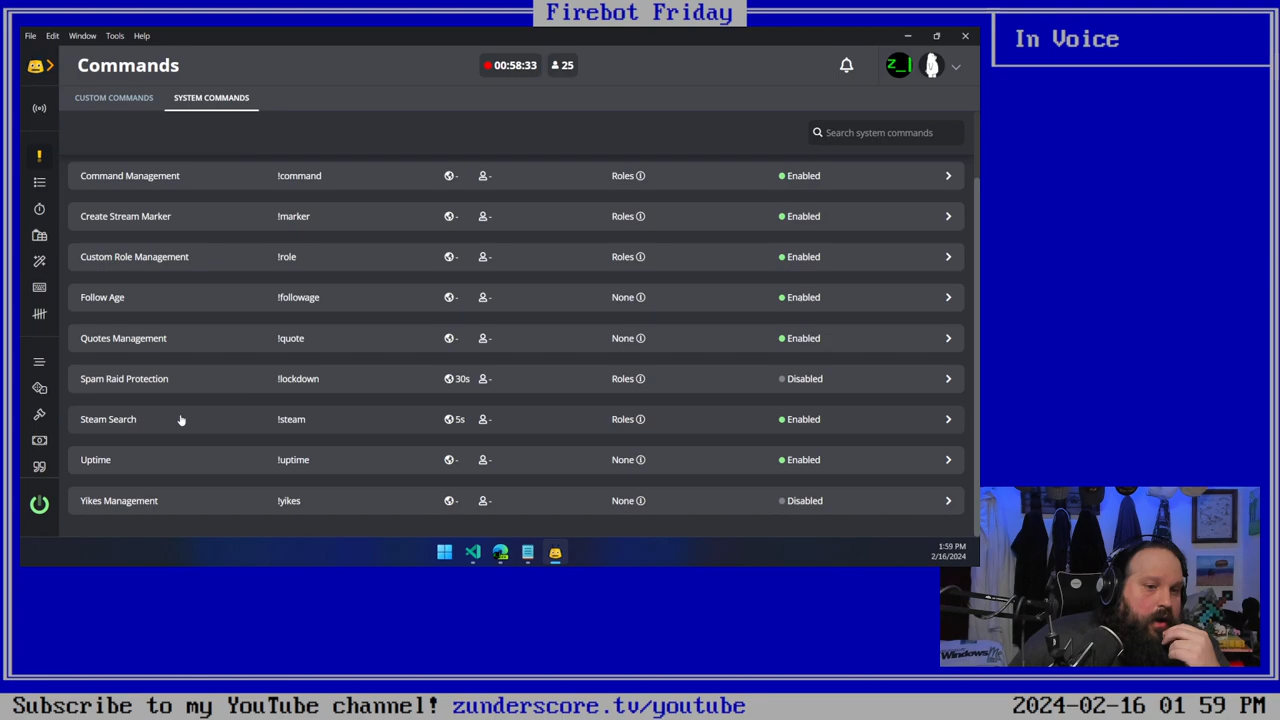 Firebot Friday
File Edit Window Tools Help
In Voice
Commands
00:58:33
25
z_|
CUSTOM COMMANDS SYSTEM COMMANDS
Search system commands
Command Management !command - - Roles Enabled
Create Stream Marker !marker - - Roles Enabled
Custom Role Management !role - - Roles Enabled
Follow Age !followage - - None Enabled
Quotes Management !quote - - None Enabled
Spam Raid Protection !lockdown 30s - Roles Disabled
Steam Search !steam 5s - Roles Enabled
Uptime !uptime - - None Enabled
Yikes Management !yikes - - None Disabled
1:59 PM
2/16/2024
Windows Me
Subscribe to my YouTube channel! zunderscore.tv/youtube 2024-02-16 01 59 PM